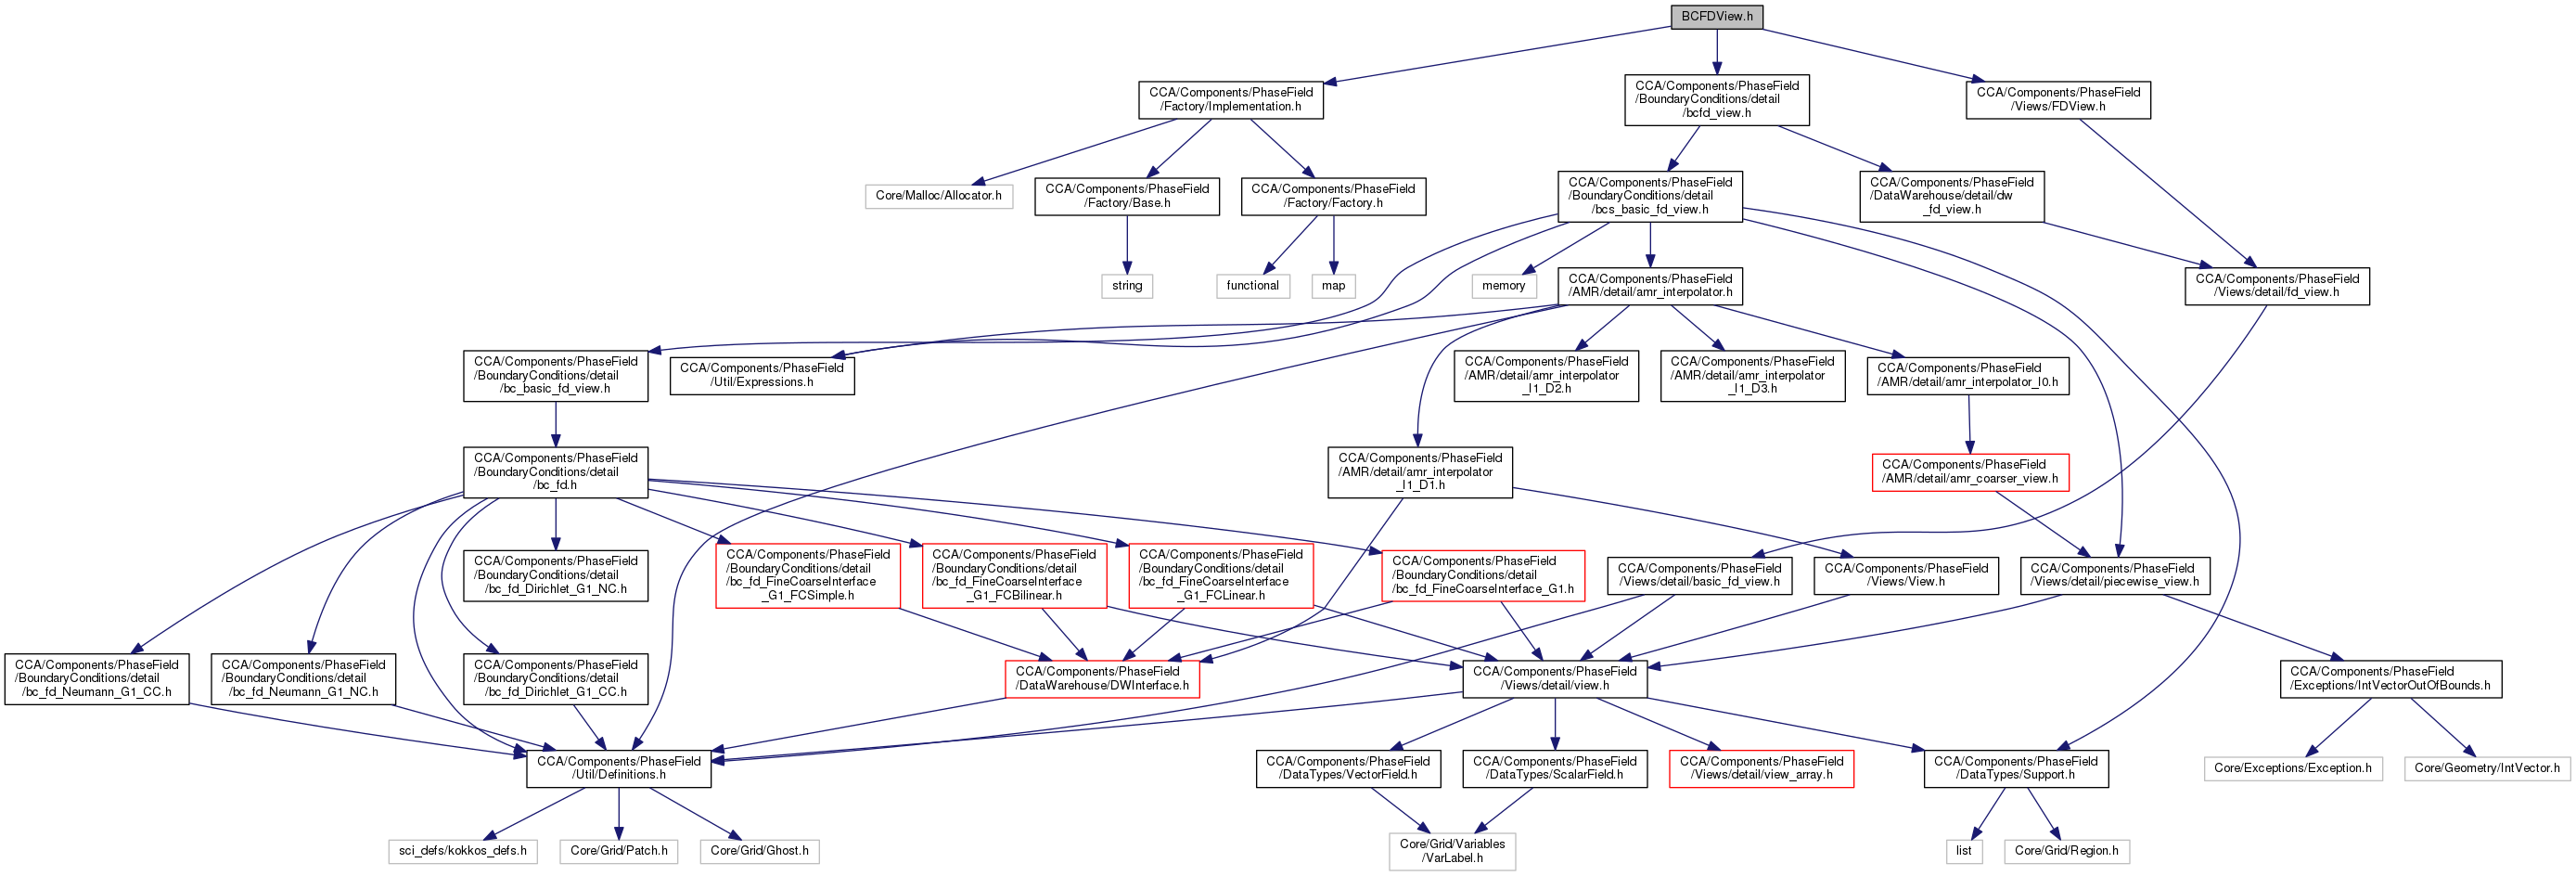 BCFDView.h
CCA/Components/PhaseField
/Factory/Implementation.h
CCA/Components/PhaseField
/BoundaryConditions/detail
/bcfd_view.h
CCA/Components/PhaseField
/Views/FDView.h
Core/Malloc/Allocator.h
CCA/Components/PhaseField
/Factory/Base.h
CCA/Components/PhaseField
/Factory/Factory.h
CCA/Components/PhaseField
/BoundaryConditions/detail
/bcs_basic_fd_view.h
CCA/Components/PhaseField
/DataWarehouse/detail/dw
_fd_view.h
string
functional
map
memory
CCA/Components/PhaseField
/AMR/detail/amr_interpolator.h
CCA/Components/PhaseField
/Views/detail/fd_view.h
CCA/Components/PhaseField
/BoundaryConditions/detail
/bc_basic_fd_view.h
CCA/Components/PhaseField
/Util/Expressions.h
CCA/Components/PhaseField
/AMR/detail/amr_interpolator
_I1_D2.h
CCA/Components/PhaseField
/AMR/detail/amr_interpolator
_I1_D3.h
CCA/Components/PhaseField
/AMR/detail/amr_interpolator_I0.h
CCA/Components/PhaseField
/BoundaryConditions/detail
/bc_fd.h
CCA/Components/PhaseField
/AMR/detail/amr_interpolator
_I1_D1.h
CCA/Components/PhaseField
/AMR/detail/amr_coarser_view.h
CCA/Components/PhaseField
/BoundaryConditions/detail
/bc_fd_Dirichlet_G1_NC.h
CCA/Components/PhaseField
/BoundaryConditions/detail
/bc_fd_FineCoarseInterface
_G1_FCSimple.h
CCA/Components/PhaseField
/BoundaryConditions/detail
/bc_fd_FineCoarseInterface
_G1_FCBilinear.h
CCA/Components/PhaseField
/BoundaryConditions/detail
/bc_fd_FineCoarseInterface
_G1_FCLinear.h
CCA/Components/PhaseField
/BoundaryConditions/detail
/bc_fd_FineCoarseInterface_G1.h
CCA/Components/PhaseField
/Views/detail/basic_fd_view.h
CCA/Components/PhaseField
/Views/View.h
CCA/Components/PhaseField
/Views/detail/piecewise_view.h
CCA/Components/PhaseField
/BoundaryConditions/detail
/bc_fd_Neumann_G1_CC.h
CCA/Components/PhaseField
/BoundaryConditions/detail
/bc_fd_Neumann_G1_NC.h
CCA/Components/PhaseField
/BoundaryConditions/detail
/bc_fd_Dirichlet_G1_CC.h
CCA/Components/PhaseField
/DataWarehouse/DWInterface.h
CCA/Components/PhaseField
/Views/detail/view.h
CCA/Components/PhaseField
/Exceptions/IntVectorOutOfBounds.h
CCA/Components/PhaseField
/Util/Definitions.h
CCA/Components/PhaseField
/DataTypes/VectorField.h
CCA/Components/PhaseField
/DataTypes/ScalarField.h
CCA/Components/PhaseField
/Views/detail/view_array.h
CCA/Components/PhaseField
/DataTypes/Support.h
Core/Exceptions/Exception.h
Core/Geometry/IntVector.h
sci_defs/kokkos_defs.h
Core/Grid/Patch.h
Core/Grid/Ghost.h
Core/Grid/Variables
/VarLabel.h
list
Core/Grid/Region.h